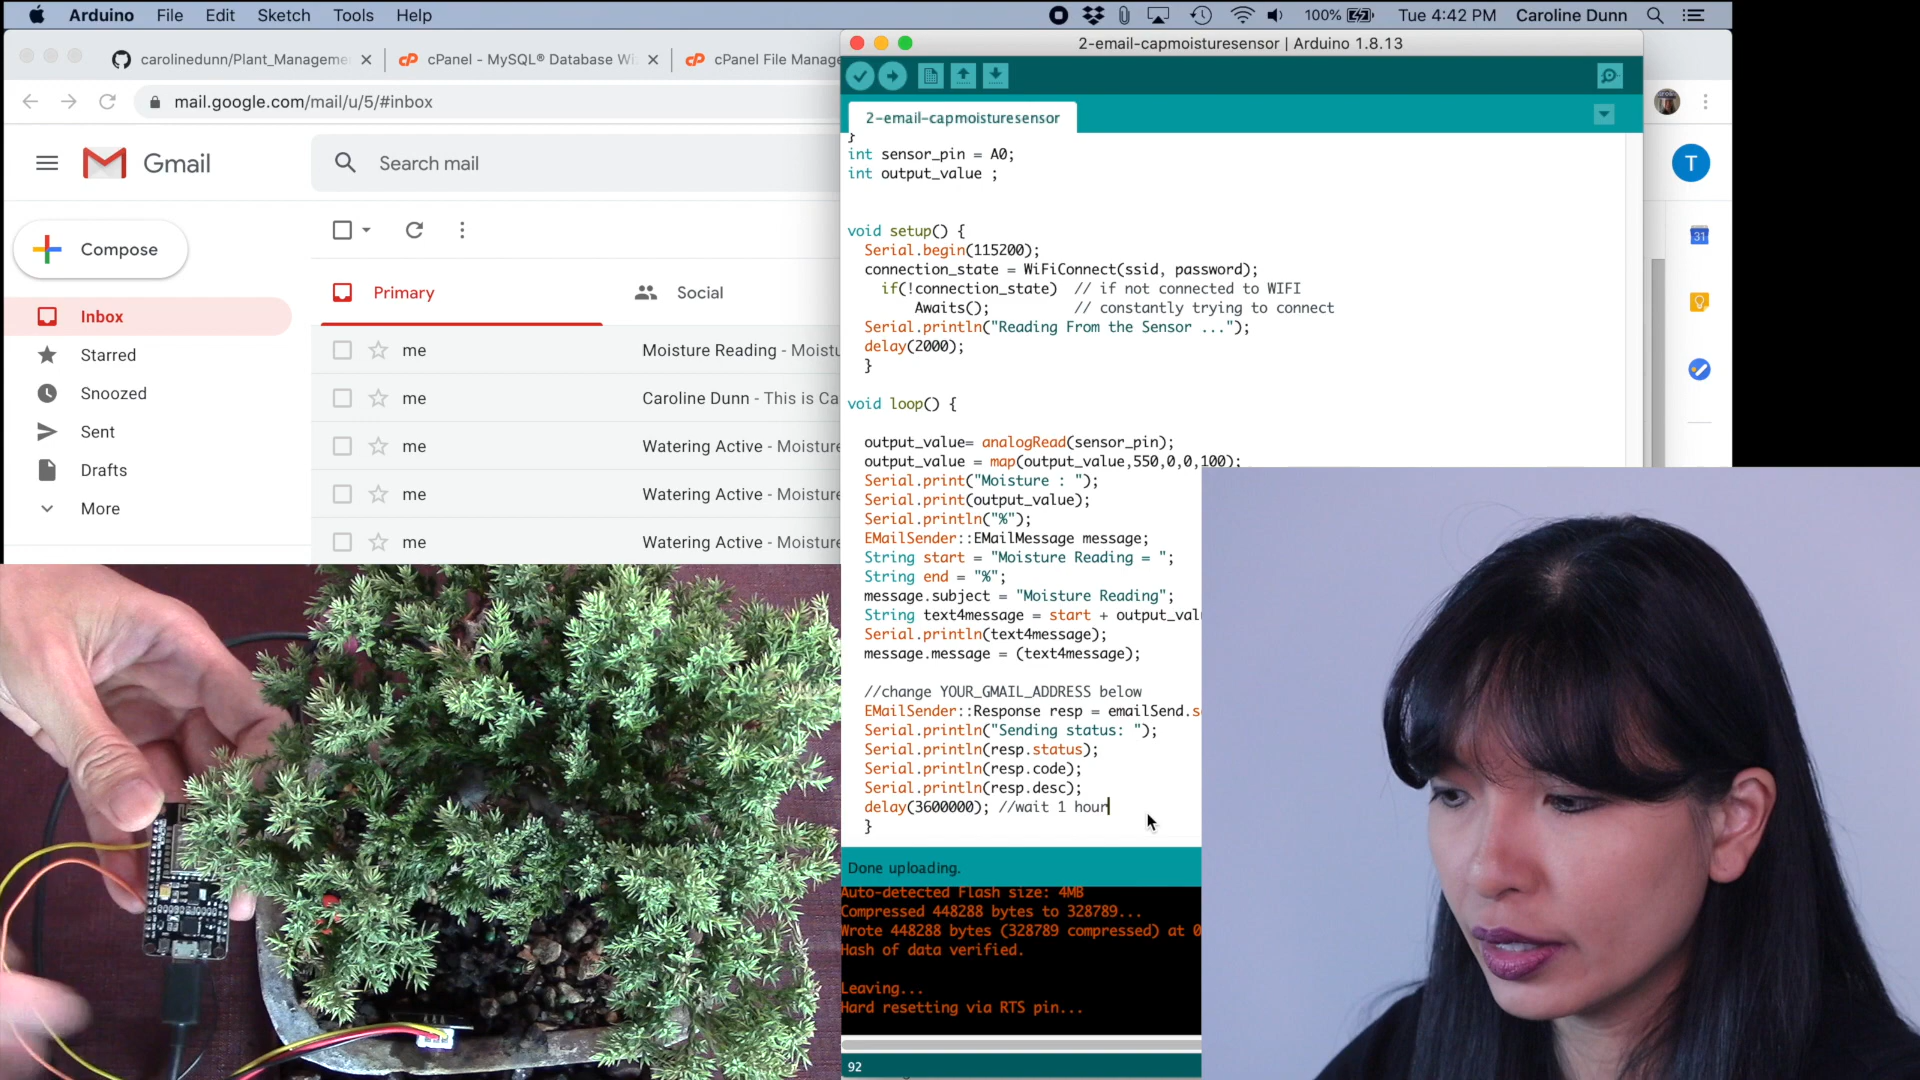 Arduino File Edit Sketch Tools Help
100% Tue 4:42 PM Caroline Dunn
carolinedunn/Plant_Manageme
cPanel - MySQL® Database Wi
cPanel File Manage
mail.google.com/mail/u/5/#inbox
Gmail
Search mail
Compose
Inbox
Starred
Snoozed
Sent
Drafts
More
Primary
Social
me Moisture Reading - Moistu
me Caroline Dunn - This is Ca
me Watering Active - Moisture
me Watering Active - Moisture
me Watering Active - Moisture
2-email-capmoisturesensor | Arduino 1.8.13
2-email-capmoisturesensor
}
int sensor_pin = A0;
int output_value ;
void setup() {
Serial.begin(115200);
connection_state = WiFiConnect(ssid, password);
if(!connection_state) // if not connected to WIFI
Awaits(); // constantly trying to connect
Serial.println("Reading From the Sensor ...");
delay(2000);
}
void loop() {
output_value= analogRead(sensor_pin);
output_value = map(output_value,550,0,0,100);
Serial.print("Moisture : ");
Serial.print(output_value);
Serial.println("%");
EMailSender::EMailMessage message;
String start = "Moisture Reading = ";
String end = "%";
message.subject = "Moisture Reading";
String text4message = start + output_val
Serial.println(text4message);
message.message = (text4message);
//change YOUR_GMAIL_ADDRESS below
EMailSender::Response resp = emailSend.s
Serial.println("Sending status: ");
Serial.println(resp.status);
Serial.println(resp.code);
Serial.println(resp.desc);
delay(3600000); //wait 1 hour
}
Done uploading.
Auto-detected Flash size: 4MB
Compressed 448288 bytes to 328789...
Wrote 448288 bytes (328789 compressed) at 0
Hash of data verified.
Leaving...
Hard resetting via RTS pin...
92
T
31